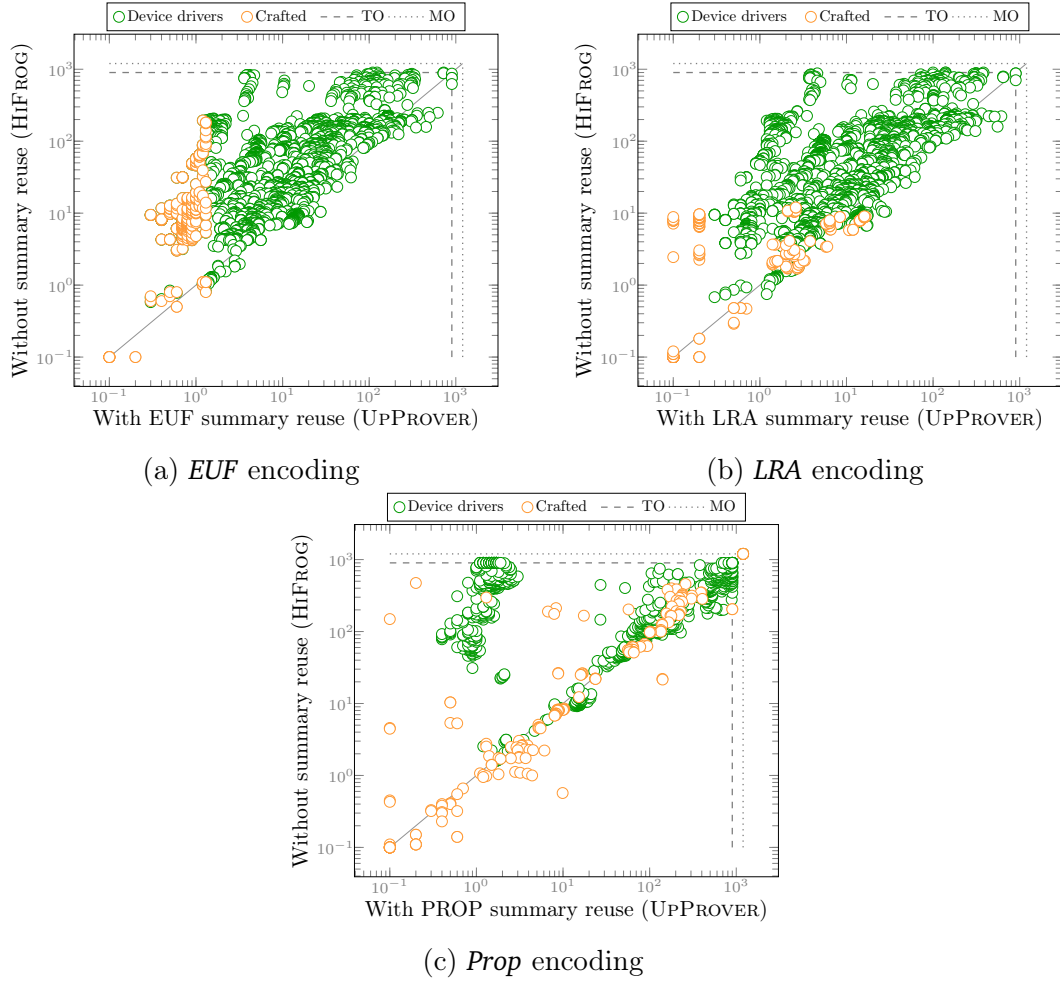 Device drivers Crafted TO MO
Without summary reuse (HIFROG)
10³
10²
10¹
10⁰
10⁻¹
10⁻¹ 10⁰ 10¹ 10² 10³
With EUF summary reuse (UPPROVER)
(a) EUF encoding
Device drivers Crafted TO MO
Without summary reuse (HIFROG)
10³
10²
10¹
10⁰
10⁻¹
10⁻¹ 10⁰ 10¹ 10² 10³
With LRA summary reuse (UPPROVER)
(b) LRA encoding
Device drivers Crafted TO MO
Without summary reuse (HIFROG)
10³
10²
10¹
10⁰
10⁻¹
10⁻¹ 10⁰ 10¹ 10² 10³
With PROP summary reuse (UPPROVER)
(c) Prop encoding